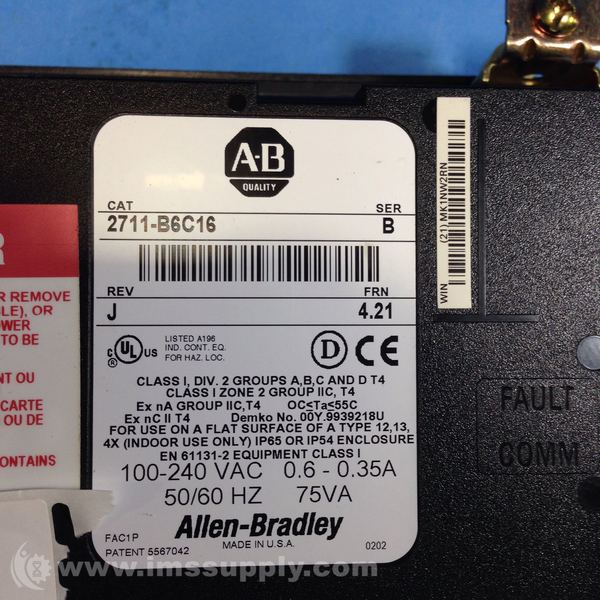 A-B
QUALITY
CAT SER
2711-B6C16 B
REV FRN
J 4.21
C UL US
®
LISTED A196
IND. CONT. EQ.
FOR HAZ. LOC.
D CE
CLASS I, DIV. 2 GROUPS A,B,C AND D T4
CLASS I ZONE 2 GROUP IIC, T4
Ex nA GROUP IIC,T4 OC≤Ta≤55C
Ex nC II T4 Demko No. 00Y.9939218U
FOR USE ON A FLAT SURFACE OF A TYPE 12,13,
4X (INDOOR USE ONLY) IP65 or IP54 ENCLOSURE
EN 61131-2 EQUIPMENT CLASS I
100-240 VAC 0.6 - 0.35A
50/60 HZ 75VA
Allen-Bradley
FAC1P
PATENT 5567042
MADE IN U.S.A.
0202
WIN (21) MK1NW2RN
FAULT
COMM
R
R REMOVE
LE), OR
OWER
TO BE
NT OU
CARTE
OU DE
ONTAINS
www.imssupply.com